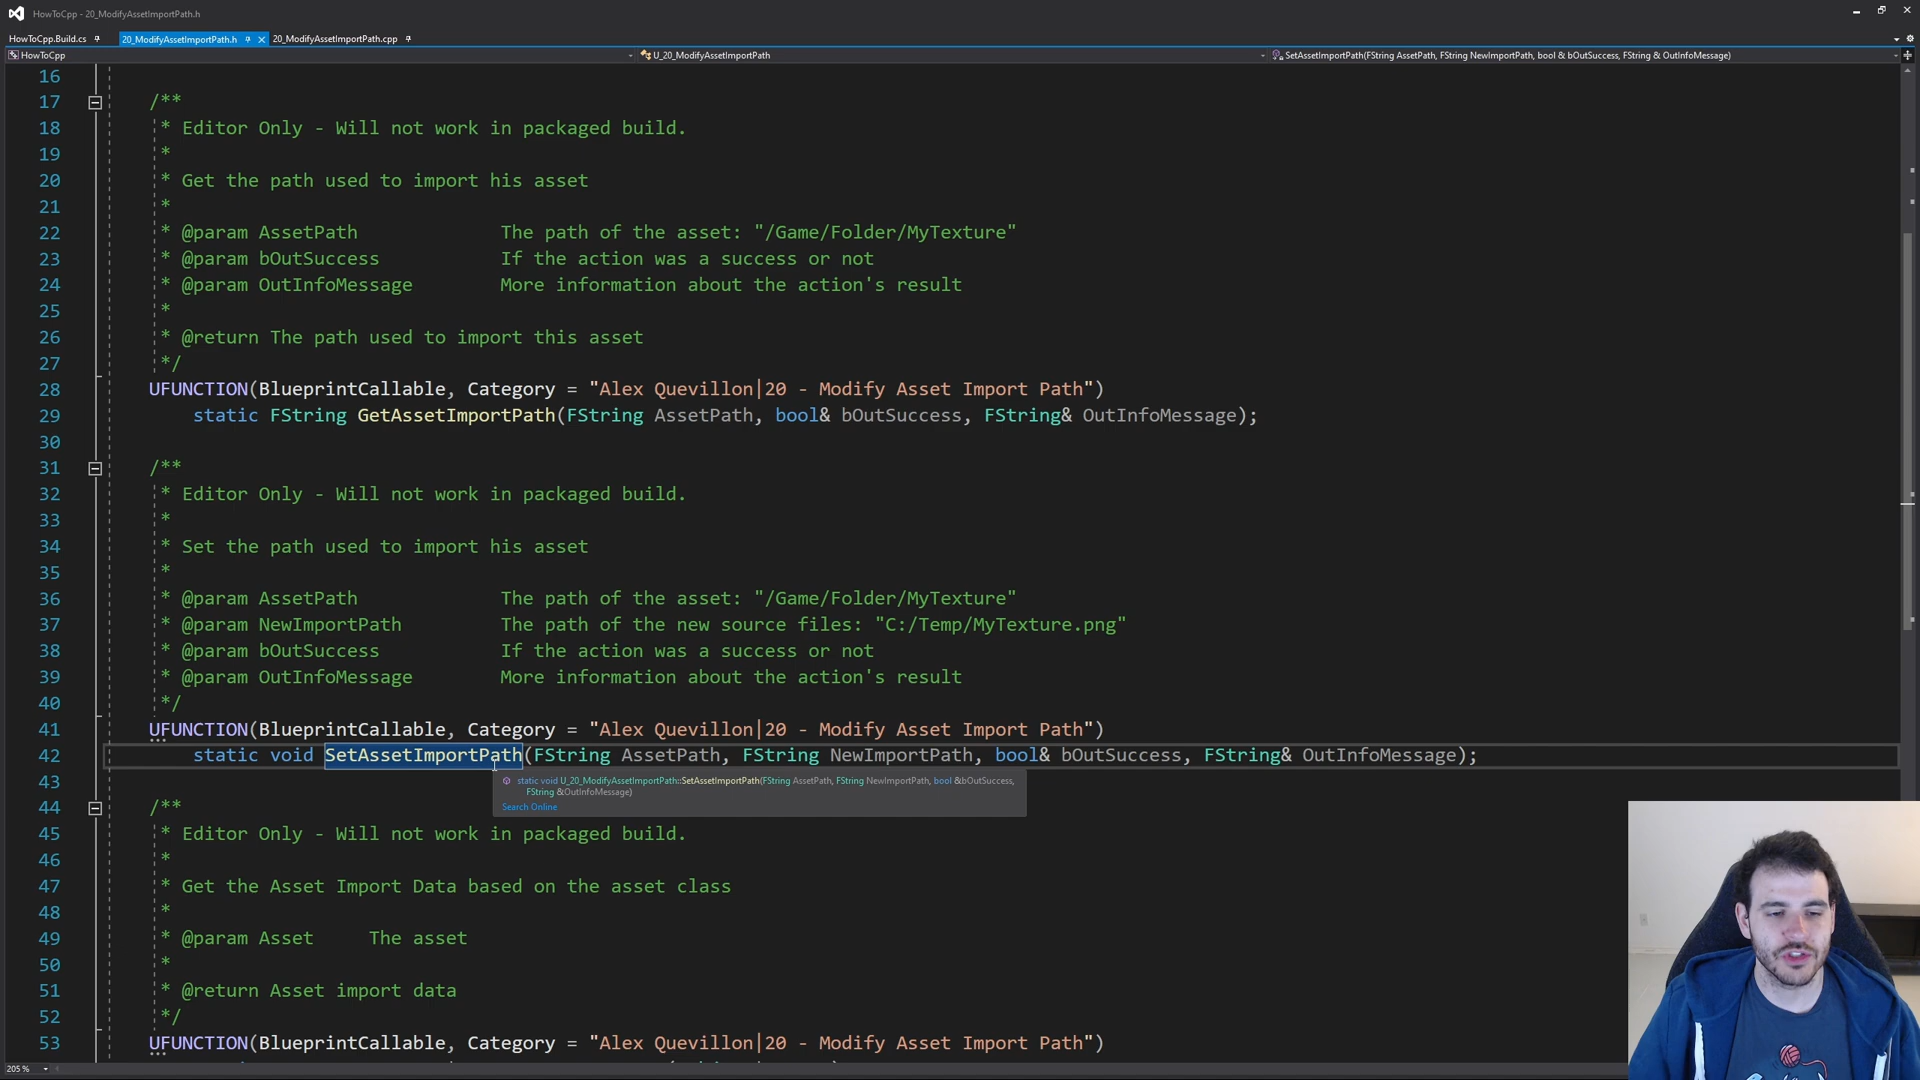 HowToCpp - 20_ModifyAssetImportPath.h
HowToCpp.Build.cs 20_ModifyAssetImportPath.h 20_ModifyAssetImportPath.cpp
HowToCpp U_20_ModifyAssetImportPath SetAssetImportPath(FString AssetPath, FString NewImportPath, bool & bOutSuccess, FString & OutInfoMessage)
16
17 /**
18 * Editor Only - Will not work in packaged build.
19 *
20 * Get the path used to import his asset
21 *
22 * @param AssetPath The path of the asset: "/Game/Folder/MyTexture"
23 * @param bOutSuccess If the action was a success or not
24 * @param OutInfoMessage More information about the action's result
25 *
26 * @return The path used to import this asset
27 */
28 UFUNCTION(BlueprintCallable, Category = "Alex Quevillon|20 - Modify Asset Import Path")
29 static FString GetAssetImportPath(FString AssetPath, bool& bOutSuccess, FString& OutInfoMessage);
30
31 /**
32 * Editor Only - Will not work in packaged build.
33 *
34 * Set the path used to import his asset
35 *
36 * @param AssetPath The path of the asset: "/Game/Folder/MyTexture"
37 * @param NewImportPath The path of the new source files: "C:/Temp/MyTexture.png"
38 * @param bOutSuccess If the action was a success or not
39 * @param OutInfoMessage More information about the action's result
40 */
41 UFUNCTION(BlueprintCallable, Category = "Alex Quevillon|20 - Modify Asset Import Path")
42 static void SetAssetImportPath(FString AssetPath, FString NewImportPath, bool& bOutSuccess, FString& OutInfoMessage);
43
static void U_20_ModifyAssetImportPath::SetAssetImportPath(FString AssetPath, FString NewImportPath, bool &bOutSuccess,
FString &OutInfoMessage)
Search Online
44 /**
45 * Editor Only - Will not work in packaged build.
46 *
47 * Get the Asset Import Data based on the asset class
48 *
49 * @param Asset The asset
50 *
51 * @return Asset import data
52 */
53 UFUNCTION(BlueprintCallable, Category = "Alex Quevillon|20 - Modify Asset Import Path")
205 %